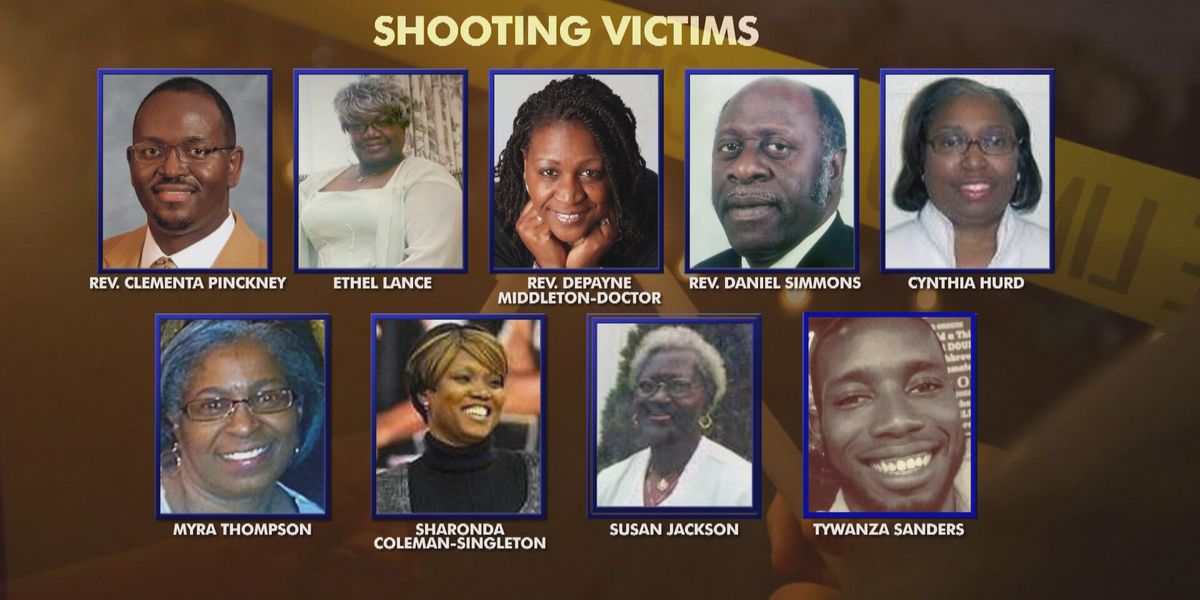 SHOOTING VICTIMS
REV. CLEMENTA PINCKNEY
ETHEL LANCE
REV. DEPAYNE
MIDDLETON-DOCTOR
REV. DANIEL SIMMONS
CYNTHIA HURD
MYRA THOMPSON
SHARONDA
COLEMAN-SINGLETON
SUSAN JACKSON
TYWANZA SANDERS